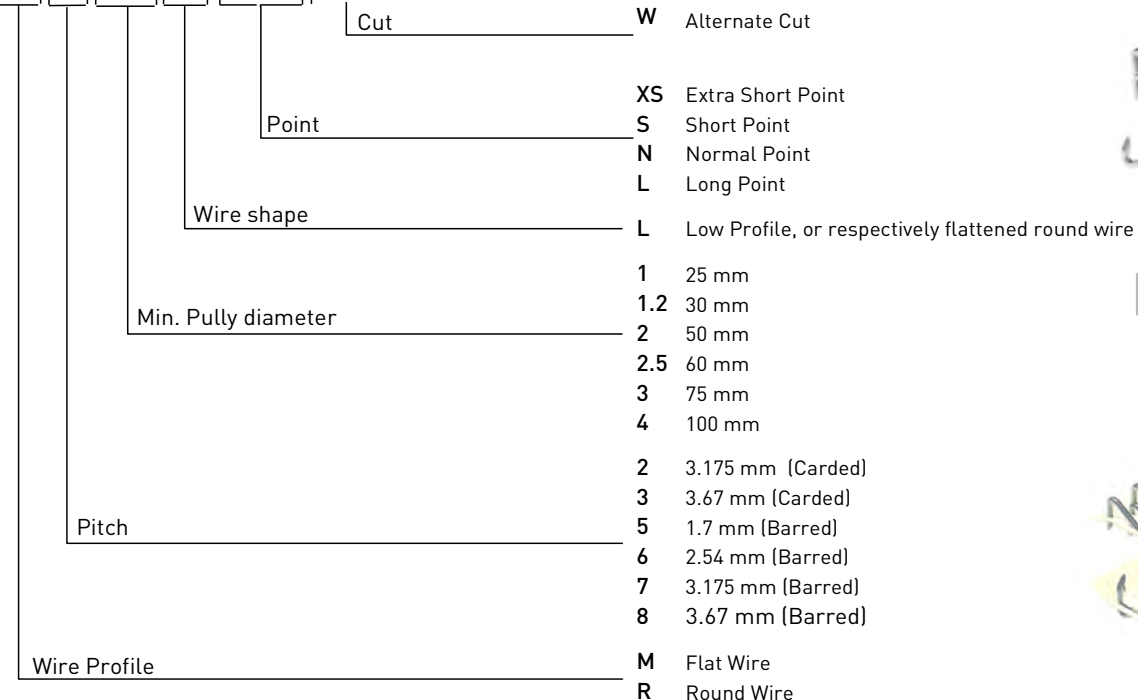 Cut
W Alternate Cut
XS Extra Short Point
Point
S Short Point
N Normal Point
L Long Point
Wire shape
L Low Profile, or respectively flattened round wire
1 25 mm
1.2 30 mm
Min. Pully diameter
2 50 mm
2.5 60 mm
3 75 mm
4 100 mm
2 3.175 mm (Carded)
3 3.67 mm (Carded)
Pitch
5 1.7 mm (Barred)
6 2.54 mm (Barred)
7 3.175 mm (Barred)
8 3.67 mm (Barred)
Wire Profile
M Flat Wire
R Round Wire